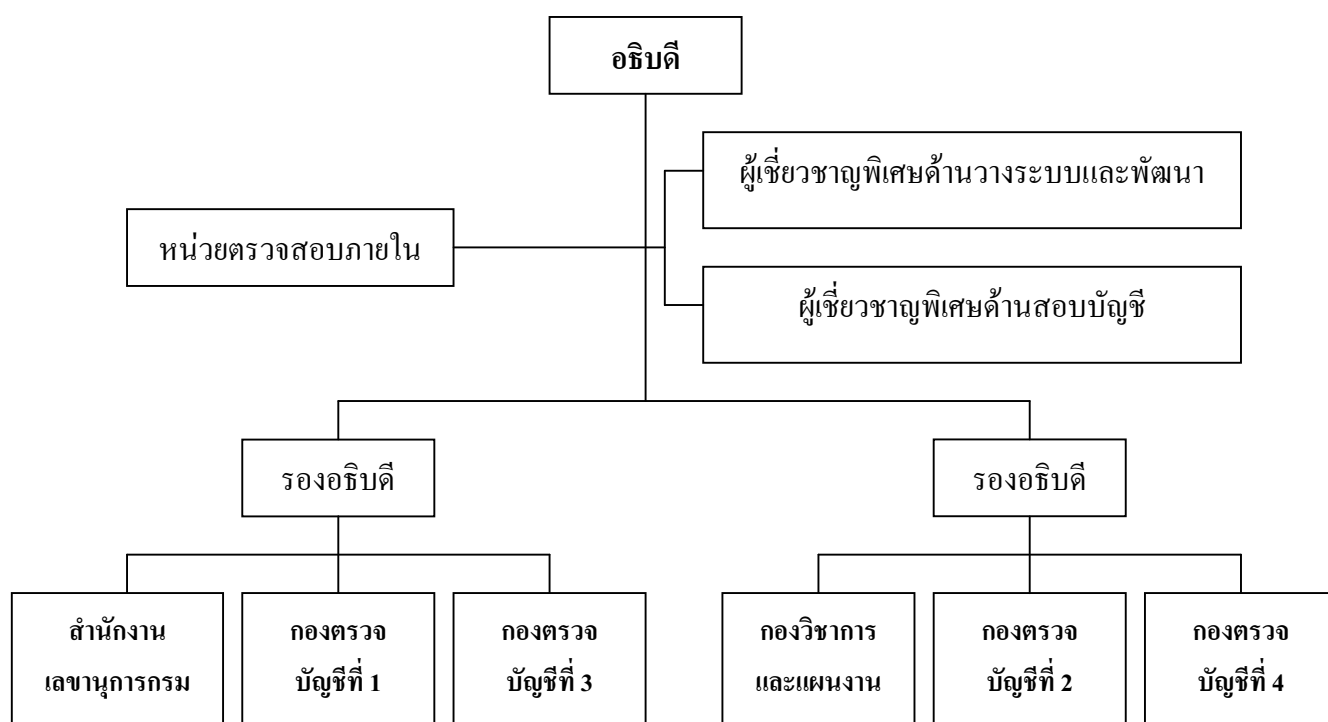 อธิบดี
ผู้เชี่ยวชาญพิเศษด้านวางระบบและพัฒนา
หน่วยตรวจสอบภายใน
ผู้เชี่ยวชาญพิเศษด้านสอบบัญชี
รองอธิบดี
รองอธิบดี
สำนักงาน
เลขานุการกรม
กองตรวจ
บัญชีที่ 1
กองตรวจ
บัญชีที่ 3
กองวิชาการ
และแผนงาน
กองตรวจ
บัญชีที่ 2
กองตรวจ
บัญชีที่ 4